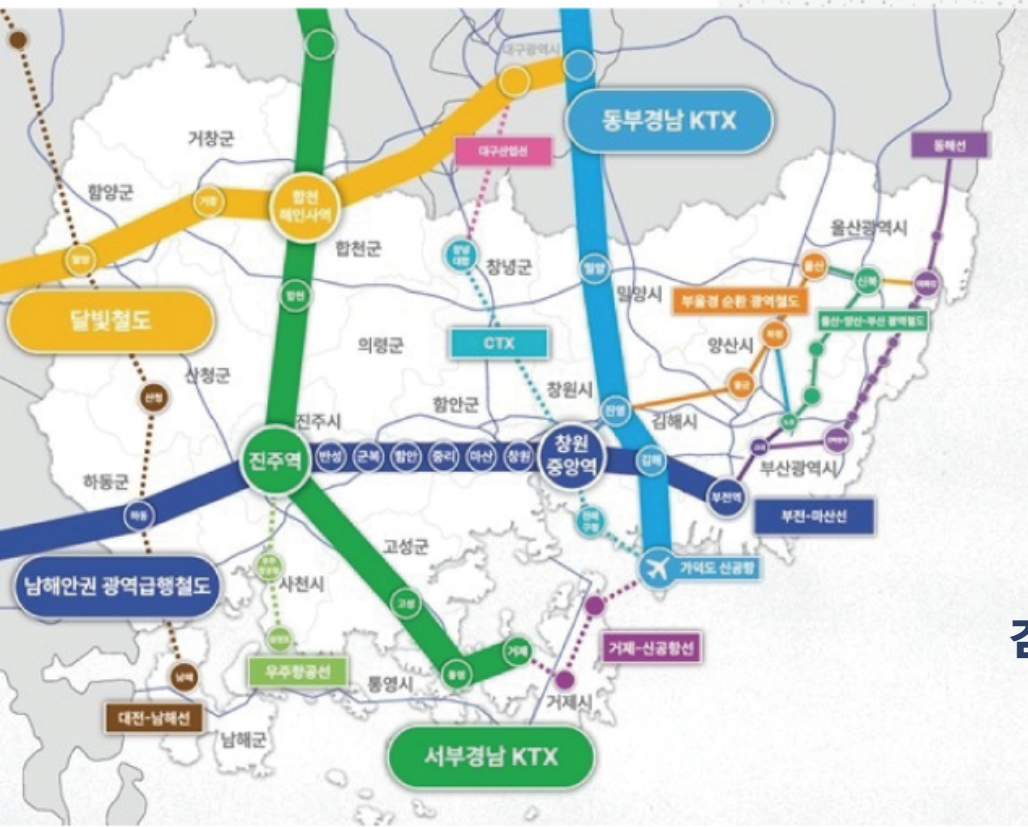 대구광역시
동부경남 KTX
거창군
대구산업선
동해선
함양군
거창
합천
해인사역
울산광역시
합천군
창녕
대합
창녕군
밀양
울산
신복
태화강
함양
합천
밀양시
부울경 순환 광역철도
울산-양산-부산 광역철도
달빛철도
CTX
의령군
양산시
산청군
산청
창원시
함안군
진영
김해시
진주시
진주역
반성
군북
함안
중리
마산
창원
창원
중앙역
김해
부산광역시
하동군
하동
부전역
부전-마산선
고성군
가덕도 신공항
남해안권 광역급행철도
사천시
고성
거제
거제-신공항선
우주항공선
통영
통영시
거제시
남해
대전-남해선
남해군
서부경남 KTX